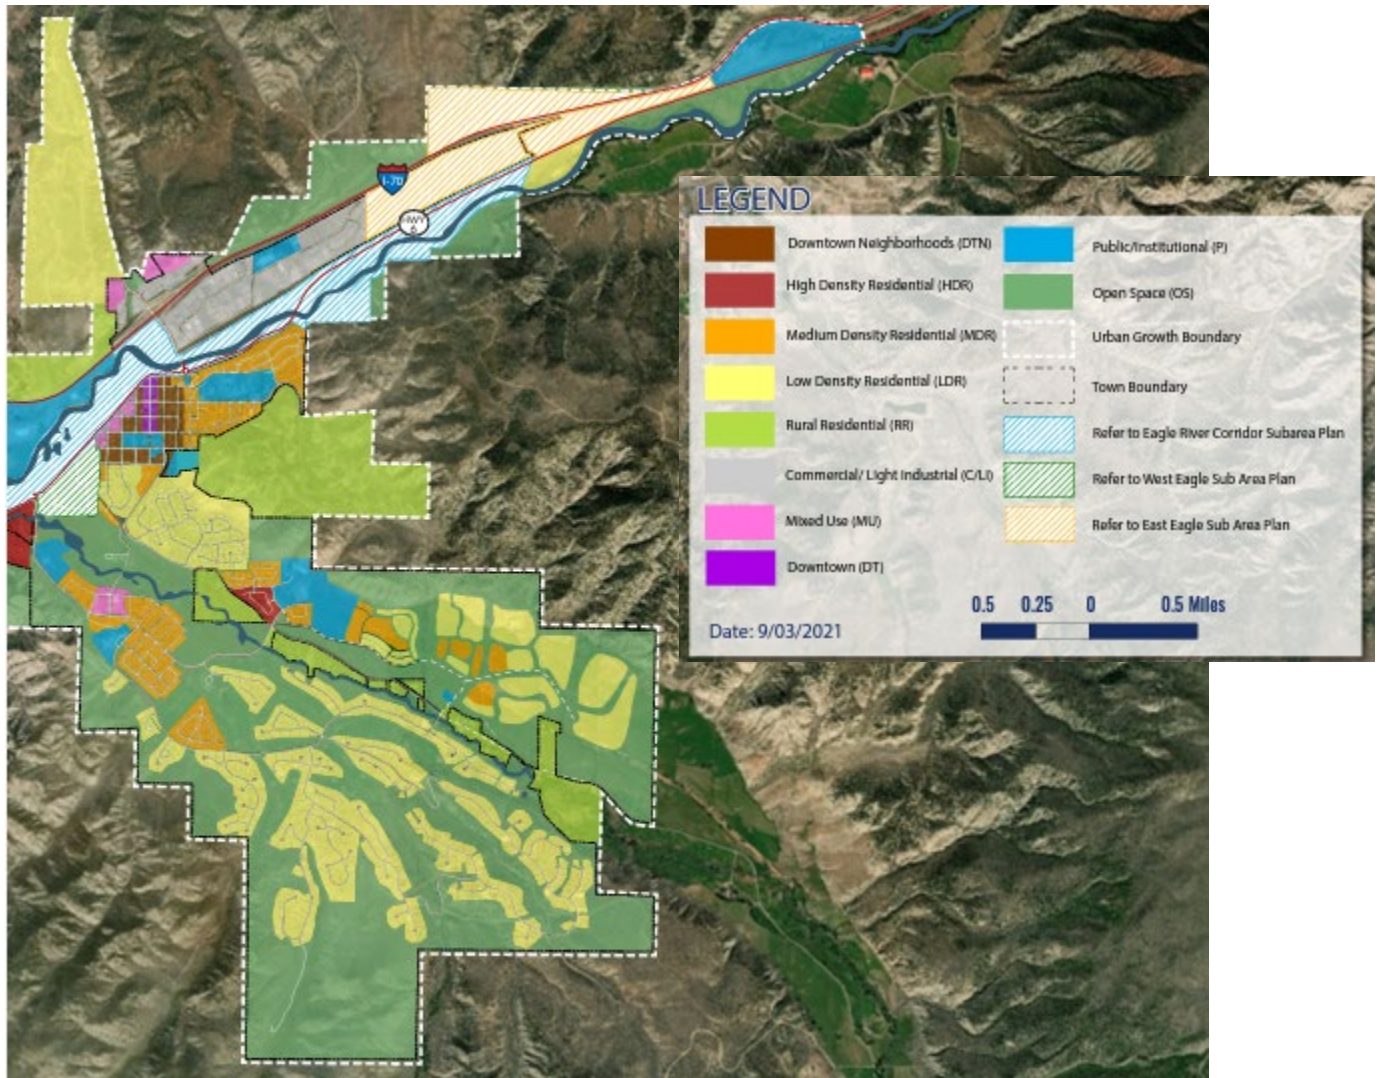 I-70
HWY
6
LEGEND
Downtown Neighborhoods (DTN)
High Density Residential (HDR)
Medium Density Residential (MDR)
Low Density Residential (LDR)
Rural Residential (RR)
Commercial/ Light Industrial (C/LI)
Mixed Use (MU)
Downtown (DT)
Public/Institutional (P)
Open Space (OS)
Urban Growth Boundary
Town Boundary
Refer to Eagle River Corridor Subarea Plan
Refer to West Eagle Sub Area Plan
Refer to East Eagle Sub Area Plan
0.5 0.25 0 0.5 Miles
Date: 9/03/2021